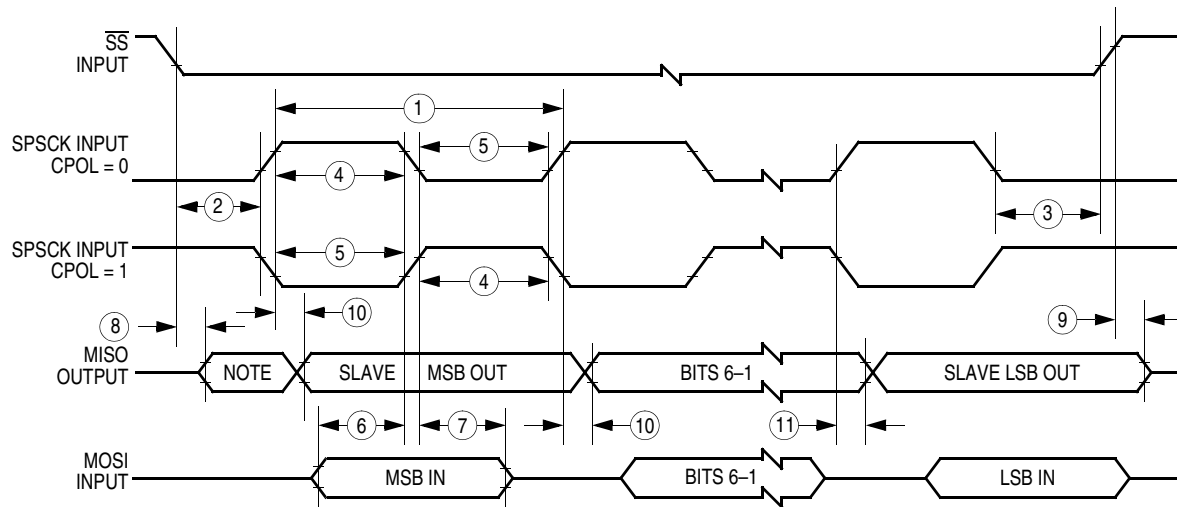 SS
INPUT
1
SPSCK INPUT
CPOL = 0
5
4
2
3
SPSCK INPUT
CPOL = 1
5
4
8
10
9
MISO
OUTPUT
NOTE
SLAVE MSB OUT
BITS 6–1
SLAVE LSB OUT
6
7
10
11
MOSI
INPUT
MSB IN
BITS 6–1
LSB IN